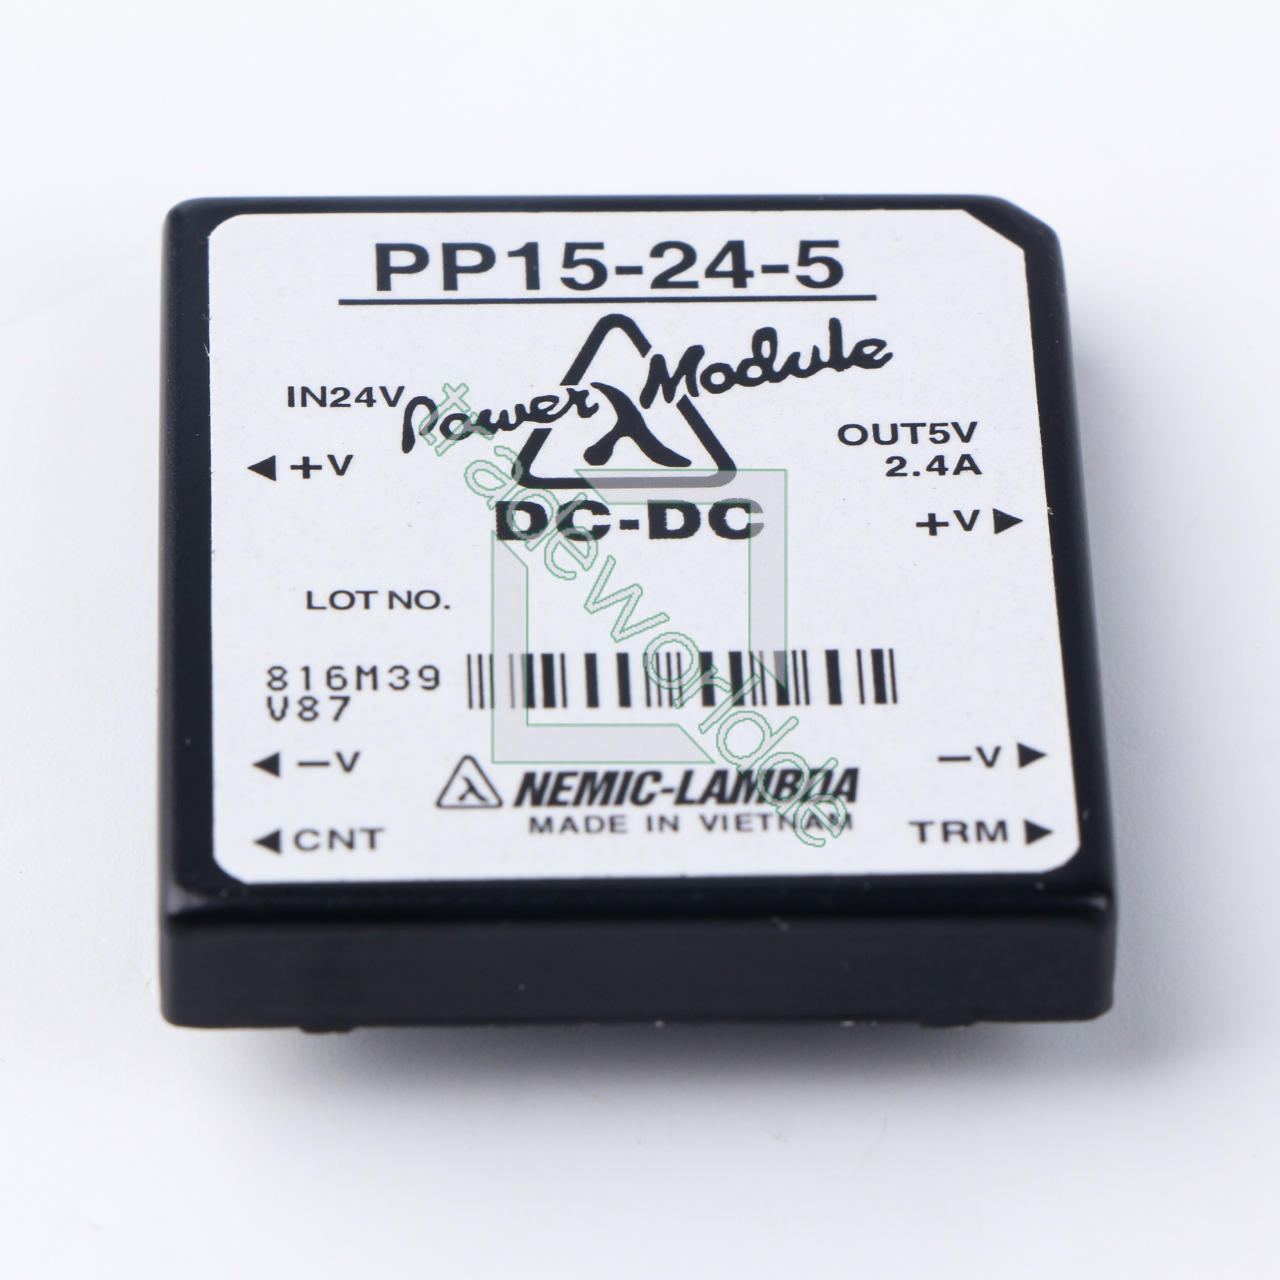 PP15-24-5
Power Module
IN24V
OUT5V
2.4A
+V
+V
DC-DC
LOT NO.
816M39
V87
−V
−V
NEMIC-LAMBDA
MADE IN VIETNAM
CNT
TRM
tradeworldole